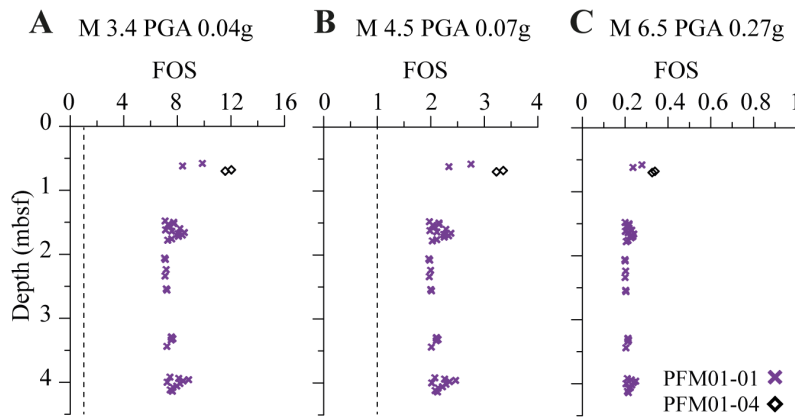 A M 3.4 PGA 0.04g
B M 4.5 PGA 0.07g
C M 6.5 PGA 0.27g
FOS
FOS
FOS
0 4 8 12 16
0 1 2 3 4
0 0.2 0.4 0.6 0.8 1
Depth (mbsf)
0
1
2
3
4
PFM01-01
PFM01-04